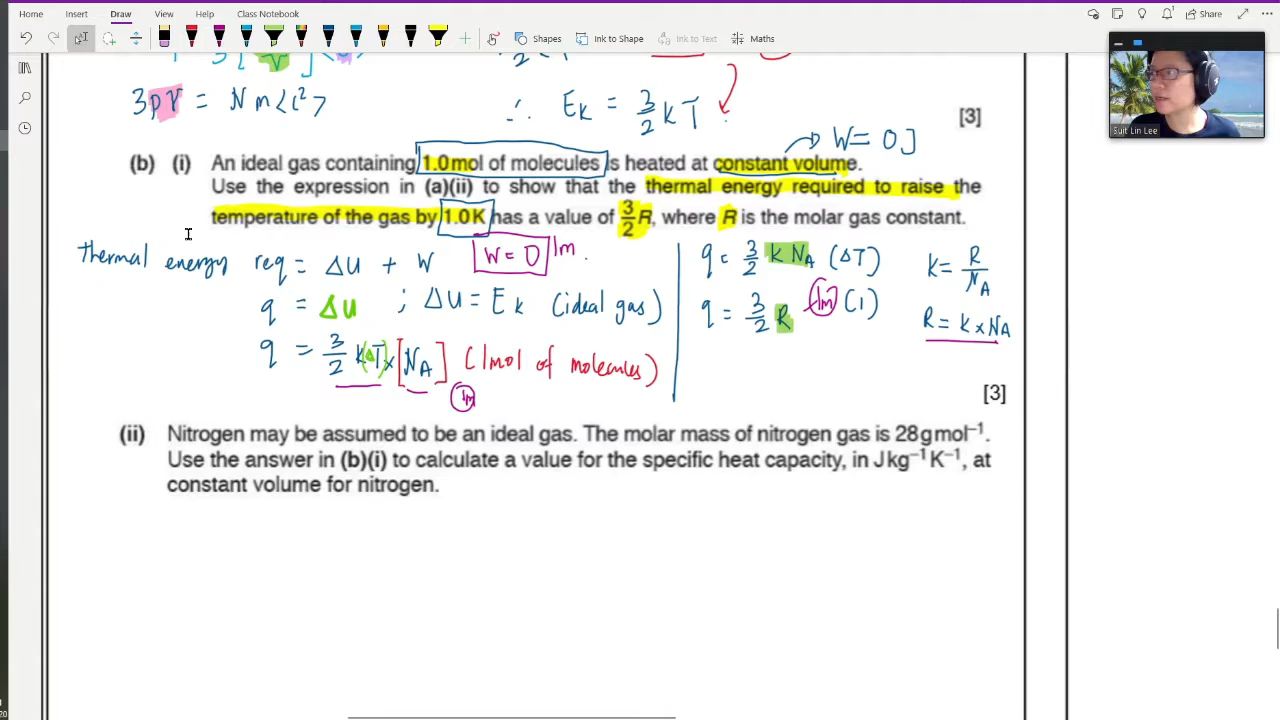 Home Insert Draw View Help Class Notebook Share
Shapes Ink to Shape Ink to Text Maths
3pV = Nm<c²>
∴ Ek = 3/2 kT
[3]
→ W = 0J
(b) (i) An ideal gas containing 1.0 mol of molecules is heated at constant volume.
Use the expression in (a)(ii) to show that the thermal energy required to raise the
temperature of the gas by 1.0 K has a value of 3/2 R, where R is the molar gas constant.
thermal energy req = ΔU + W W = 0 1m
q = ΔU ; ΔU = Ek (ideal gas)
q = 3/2 k(ΔT) × [NA] (1mol of molecules)
1m
q = 3/2 k NA (ΔT)
q = 3/2 R (1) 1m
k = R/NA
R = k × NA
[3]
(ii) Nitrogen may be assumed to be an ideal gas. The molar mass of nitrogen gas is 28 g mol⁻¹.
Use the answer in (b)(i) to calculate a value for the specific heat capacity, in J kg⁻¹ K⁻¹, at
constant volume for nitrogen.
Suit Lin Lee